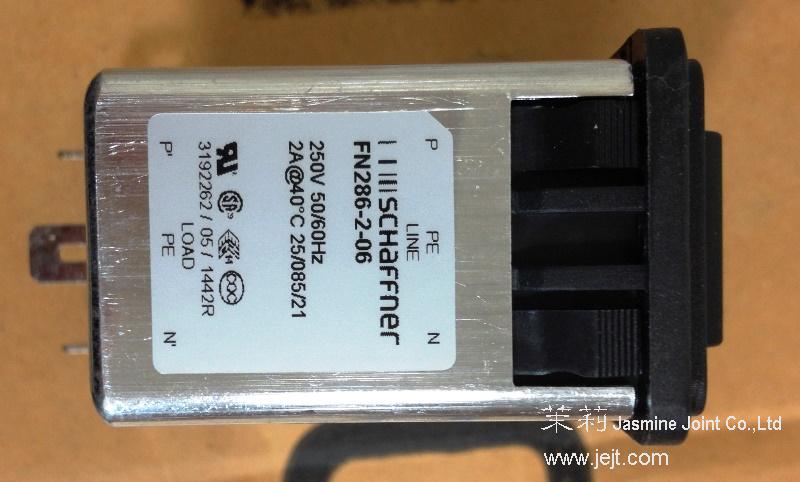 P PE N
LINE
SCHAFFNER
FN286-2-06
250V 50/60Hz
2A@40°C 25/085/21
3192262 / 05 / 1442R
LOAD
P' PE N'
茉莉 Jasmine Joint Co.,Ltd
www.jejt.com